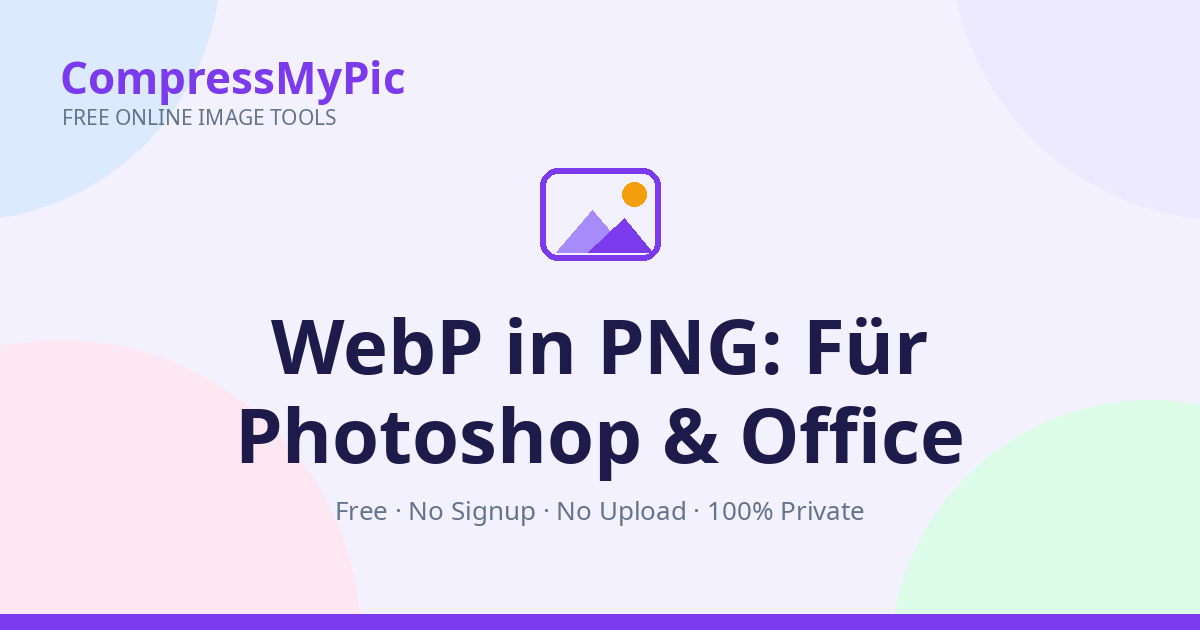 CompressMyPic
FREE ONLINE IMAGE TOOLS
WebP in PNG: Für
Photoshop & Office
Free · No Signup · No Upload · 100% Private